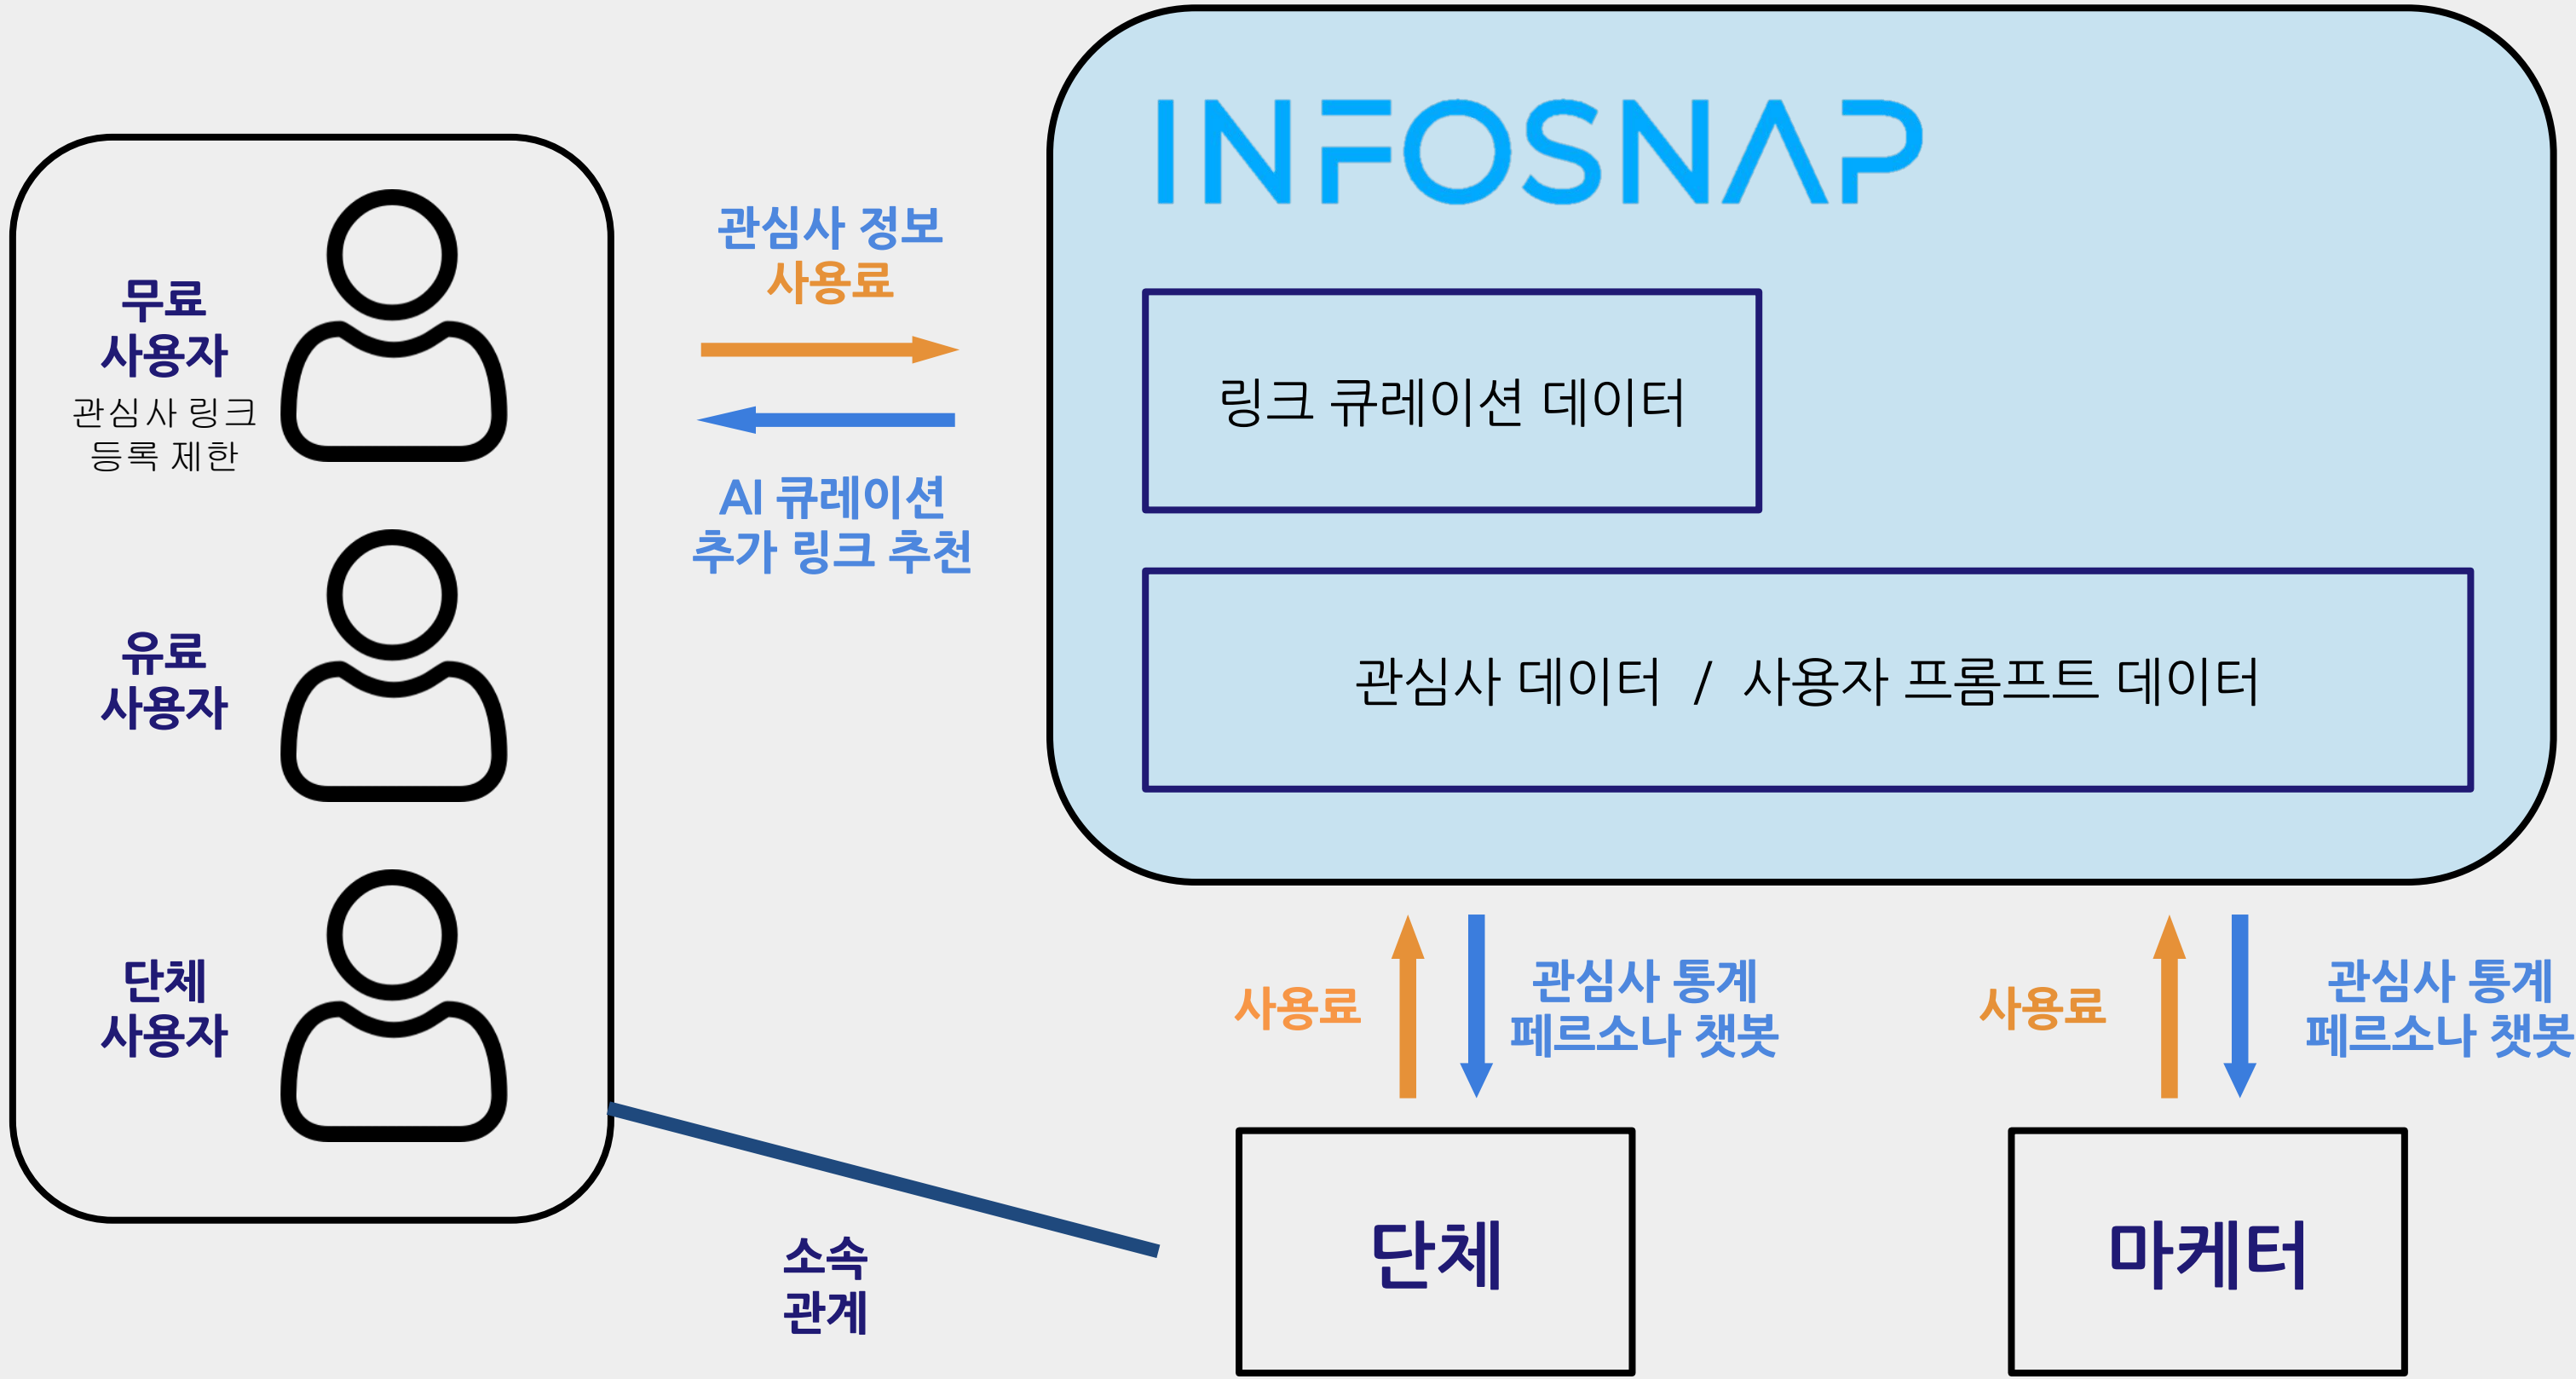 INFOSNAP
무료
사용자
관심사 링크
등록 제한
유료
사용자
단체
사용자
관심사 정보
사용료
AI 큐레이션
추가 링크 추천
링크 큐레이션 데이터
관심사 데이터 / 사용자 프롬프트 데이터
사용료
관심사 통계
페르소나 챗봇
사용료
관심사 통계
페르소나 챗봇
소속
관계
단체
마케터